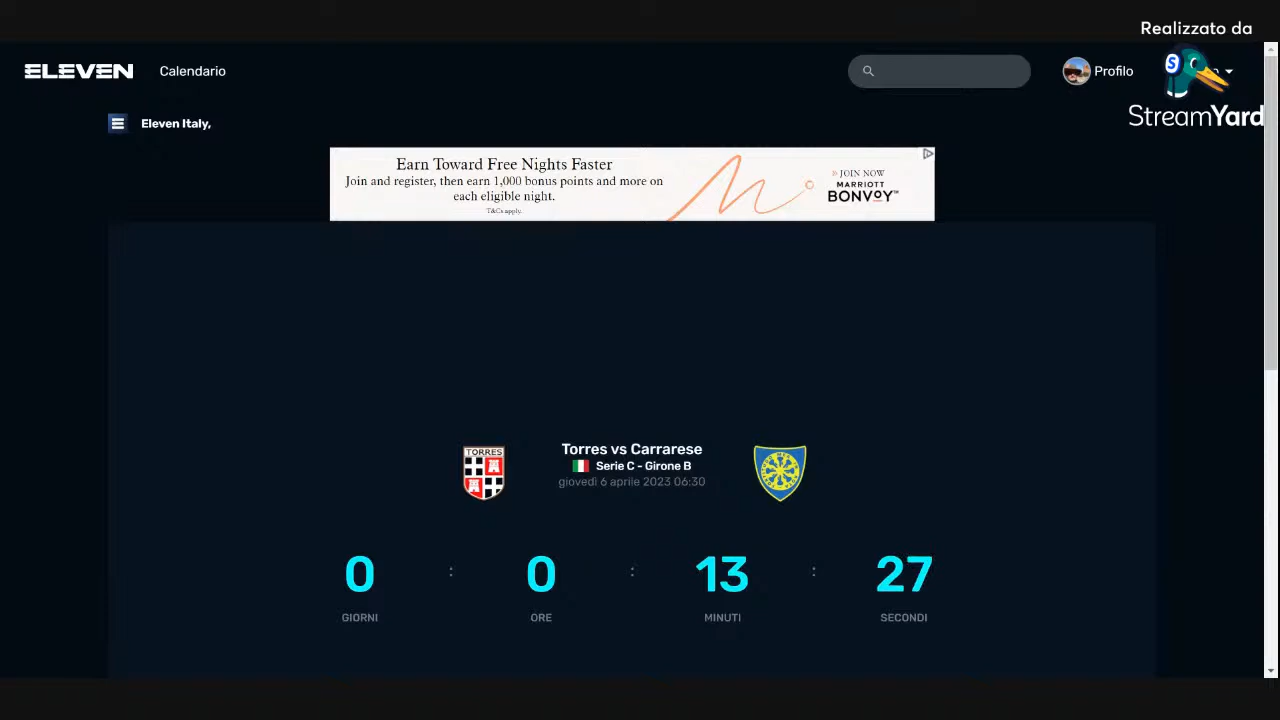 Realizzato da
ELEVEN
Calendario
Profilo
StreamYard
Eleven Italy,
Earn Toward Free Nights Faster
Join and register, then earn 1,000 bonus points and more on
each eligible night.
T&Cs apply.
JOIN NOW
MARRIOTT
BONVOY™
TORRES
Torres vs Carrarese
Serie C - Girone B
giovedì 6 aprile 2023 06:30
0 : 0 : 13 : 27
GIORNI ORE MINUTI SECONDI